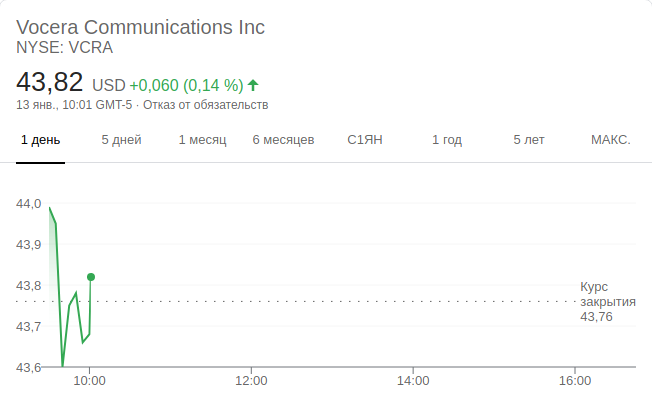 Vocera Communications Inc
NYSE: VCRA
43,82 USD +0,060 (0,14 %)
13 янв., 10:01 GMT-5 · Отказ от обязательств
1 день 5 дней 1 месяц 6 месяцев С1ЯН 1 год 5 лет МАКС.
44,0
43,9
43,8
43,7
43,6
Курс
закрытия
43,76
10:00 12:00 14:00 16:00